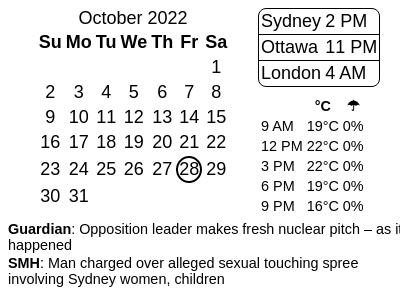 October 2022
Su Mo Tu We Th Fr Sa
1
2 3 4 5 6 7 8
9 10 11 12 13 14 15
16 17 18 19 20 21 22
23 24 25 26 27 28 29
30 31
Sydney 2 PM
Ottawa 11 PM
London 4 AM
°C ☂
9 AM 19°C 0%
12 PM 22°C 0%
3 PM 22°C 0%
6 PM 19°C 0%
9 PM 16°C 0%
Guardian: Opposition leader makes fresh nuclear pitch – as it
happened
SMH: Man charged over alleged sexual touching spree
involving Sydney women, children